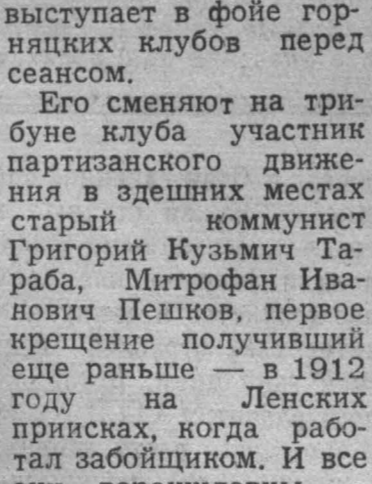 выступает в фойе гор-
няцких клубов перед
сеансом.
Его сменяют на три-
буне клуба участник
партизанского движе-
ния в здешних местах
старый коммунист
Григорий Кузьмич Та-
раба, Митрофан Ива-
нович Пешков, первое
крещение получивший
еще раньше — в 1912
году на Ленских
приисках, когда рабо-
тал забойщиком. И все